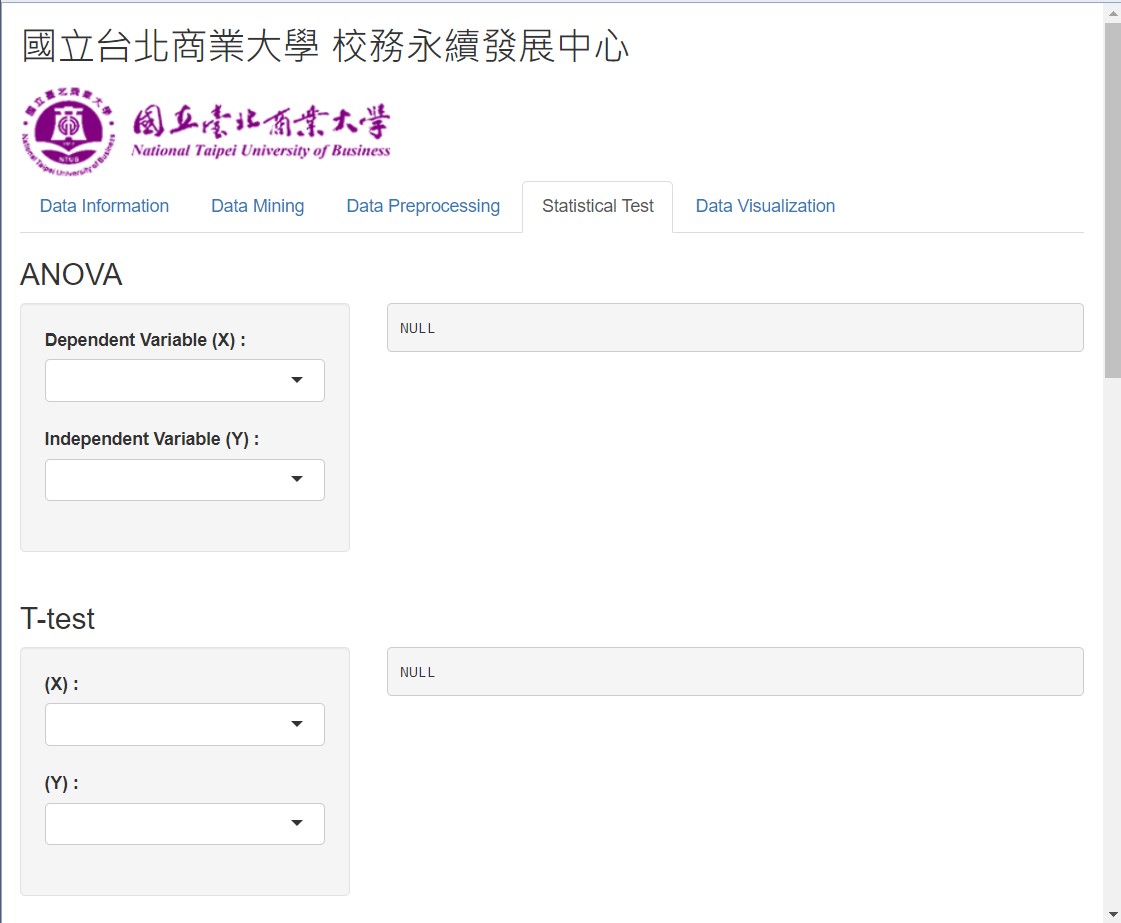 國立台北商業大學 校務永續發展中心
國立臺北商業大學
National Taipei University of Business
NTUB
Data Information Data Mining Data Preprocessing Statistical Test Data Visualization
ANOVA
Dependent Variable (X) :
NULL
Independent Variable (Y) :
T-test
(X) :
NULL
(Y) :